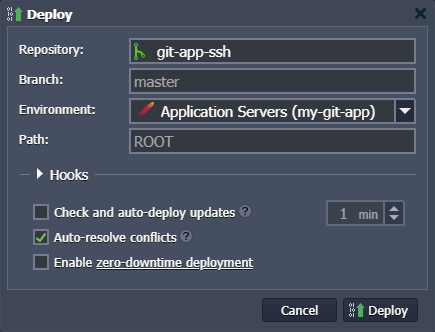 Deploy
Repository: git-app-ssh
Branch: master
Environment: Application Servers (my-git-app)
Path: ROOT
Hooks
Check and auto-deploy updates ? 1 min
Auto-resolve conflicts ?
Enable zero-downtime deployment
Cancel Deploy